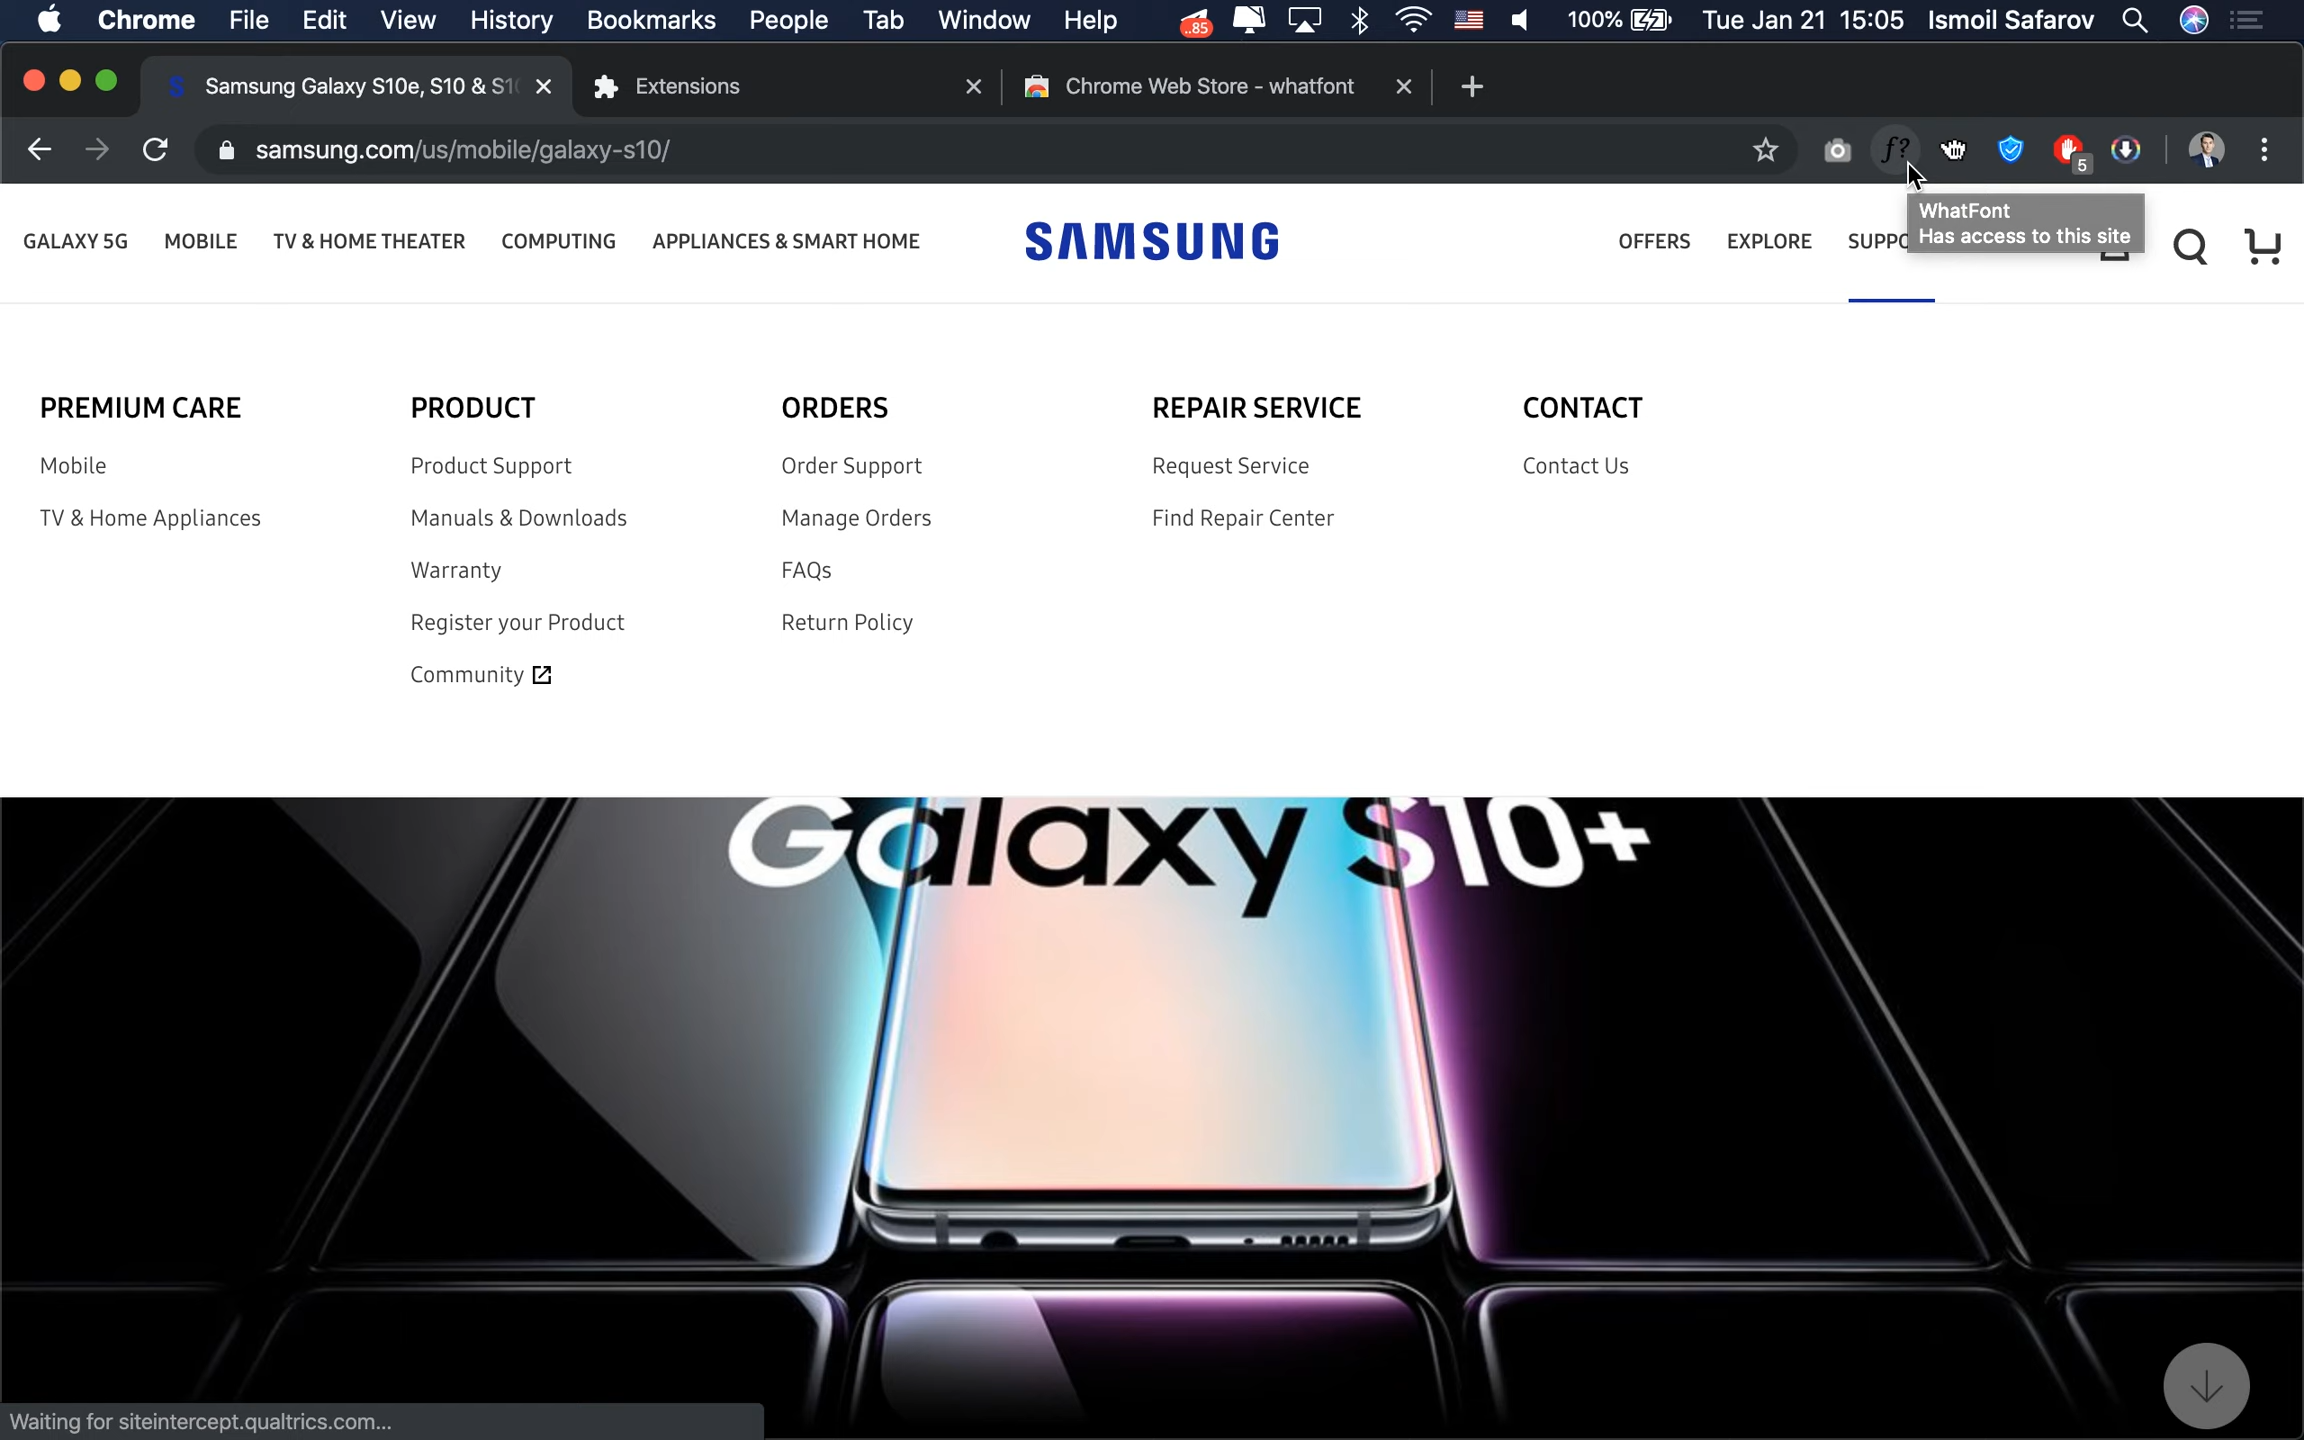 Chrome File Edit View History Bookmarks People Tab Window Help ..85 100% Tue Jan 21 15:05 Ismoil Safarov
Samsung Galaxy S10e, S10 & S10 Extensions Chrome Web Store - whatfont
samsung.com/us/mobile/galaxy-s10/ f? 5
WhatFont
Has access to this site
GALAXY 5G MOBILE TV & HOME THEATER COMPUTING APPLIANCES & SMART HOME SAMSUNG OFFERS EXPLORE SUPPO
PREMIUM CARE PRODUCT ORDERS REPAIR SERVICE CONTACT
Mobile Product Support Order Support Request Service Contact Us
TV & Home Appliances Manuals & Downloads Manage Orders Find Repair Center
Warranty FAQs
Register your Product Return Policy
Community
Galaxy S10+
Waiting for siteintercept.qualtrics.com...